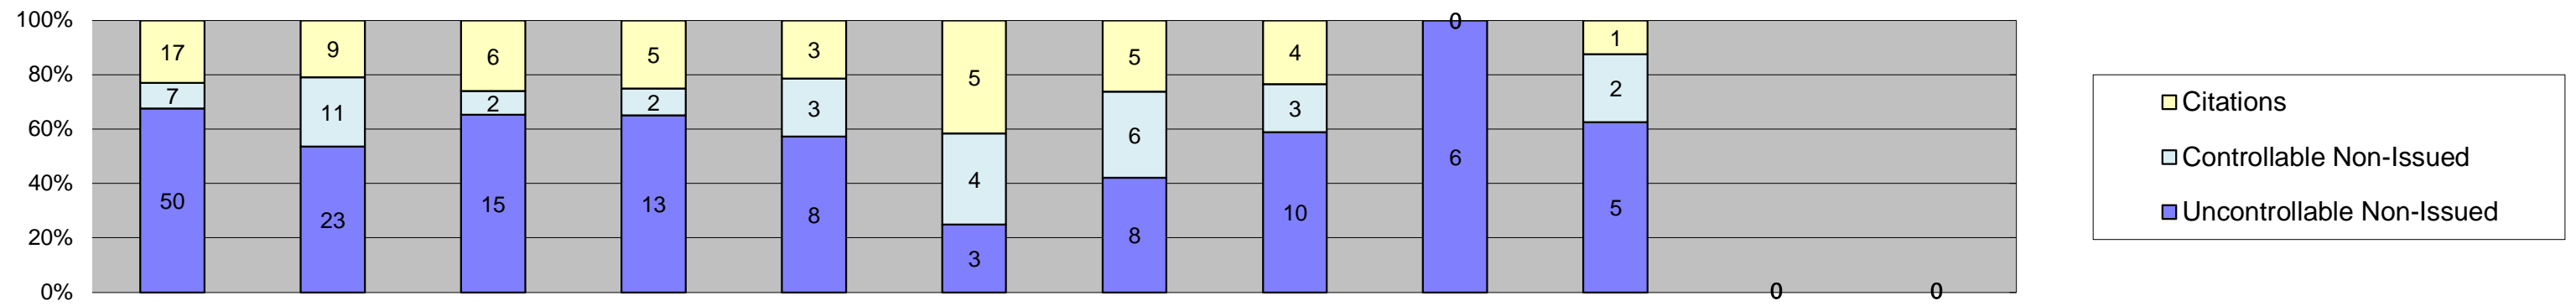 100%
80%
60%
40%
20%
0%
17 9 6 5 3 5 5 4 0 1
7 11 2 2 3 4 6 3 2
50 23 15 13 8 3 8 10 6 5 0 0
Citations
Controllable Non-Issued
Uncontrollable Non-Issued